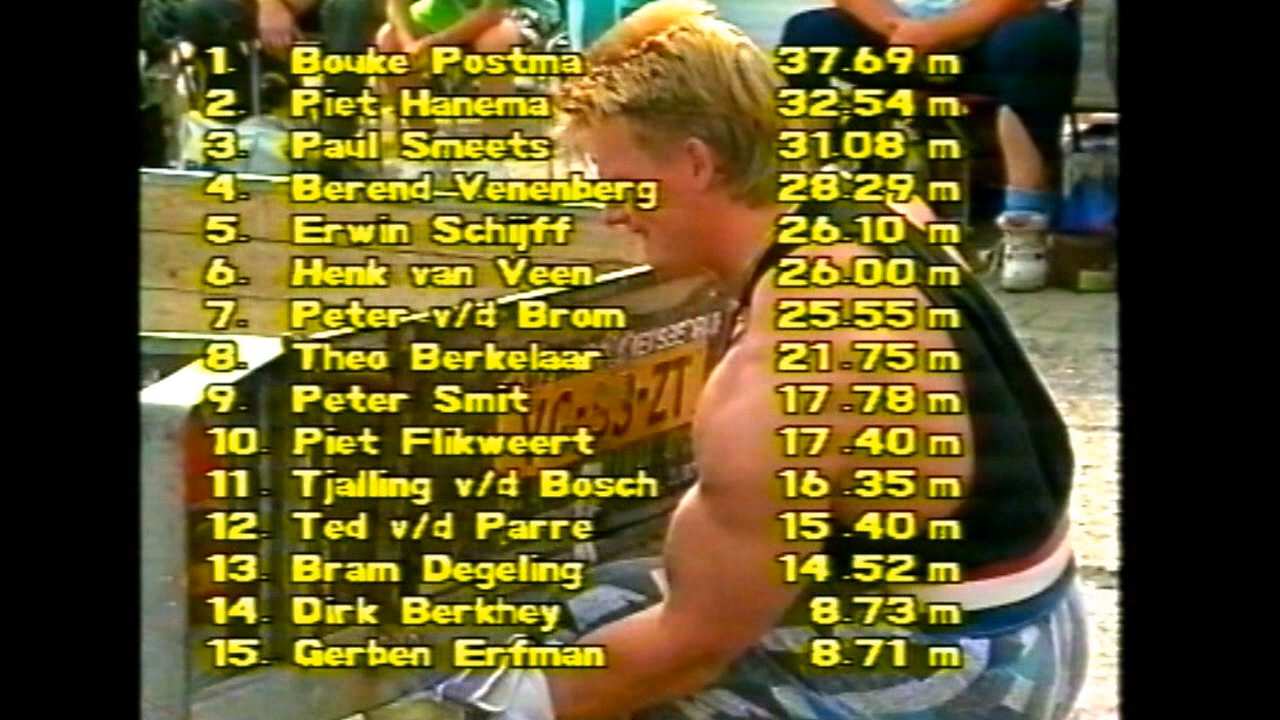 1. Bouke Postma 37.69 m
2. Piet Hanema 32.54 m
3. Paul Smeets 31.08 m
4. Berend Venenberg 28.29 m
5. Erwin Schijff 26.10 m
6. Henk van Veen 26.00 m
7. Peter v/d Brom 25.55 m
8. Theo Berkelaar 21.75 m
9. Peter Smit 17.78 m
10. Piet Flikweert 17.40 m
11. Tjalling v/d Bosch 16.35 m
12. Ted v/d Parre 15.40 m
13. Bram Degeling 14.52 m
14. Dirk Berkhey 8.73 m
15. Gerben Erfman 8.71 m